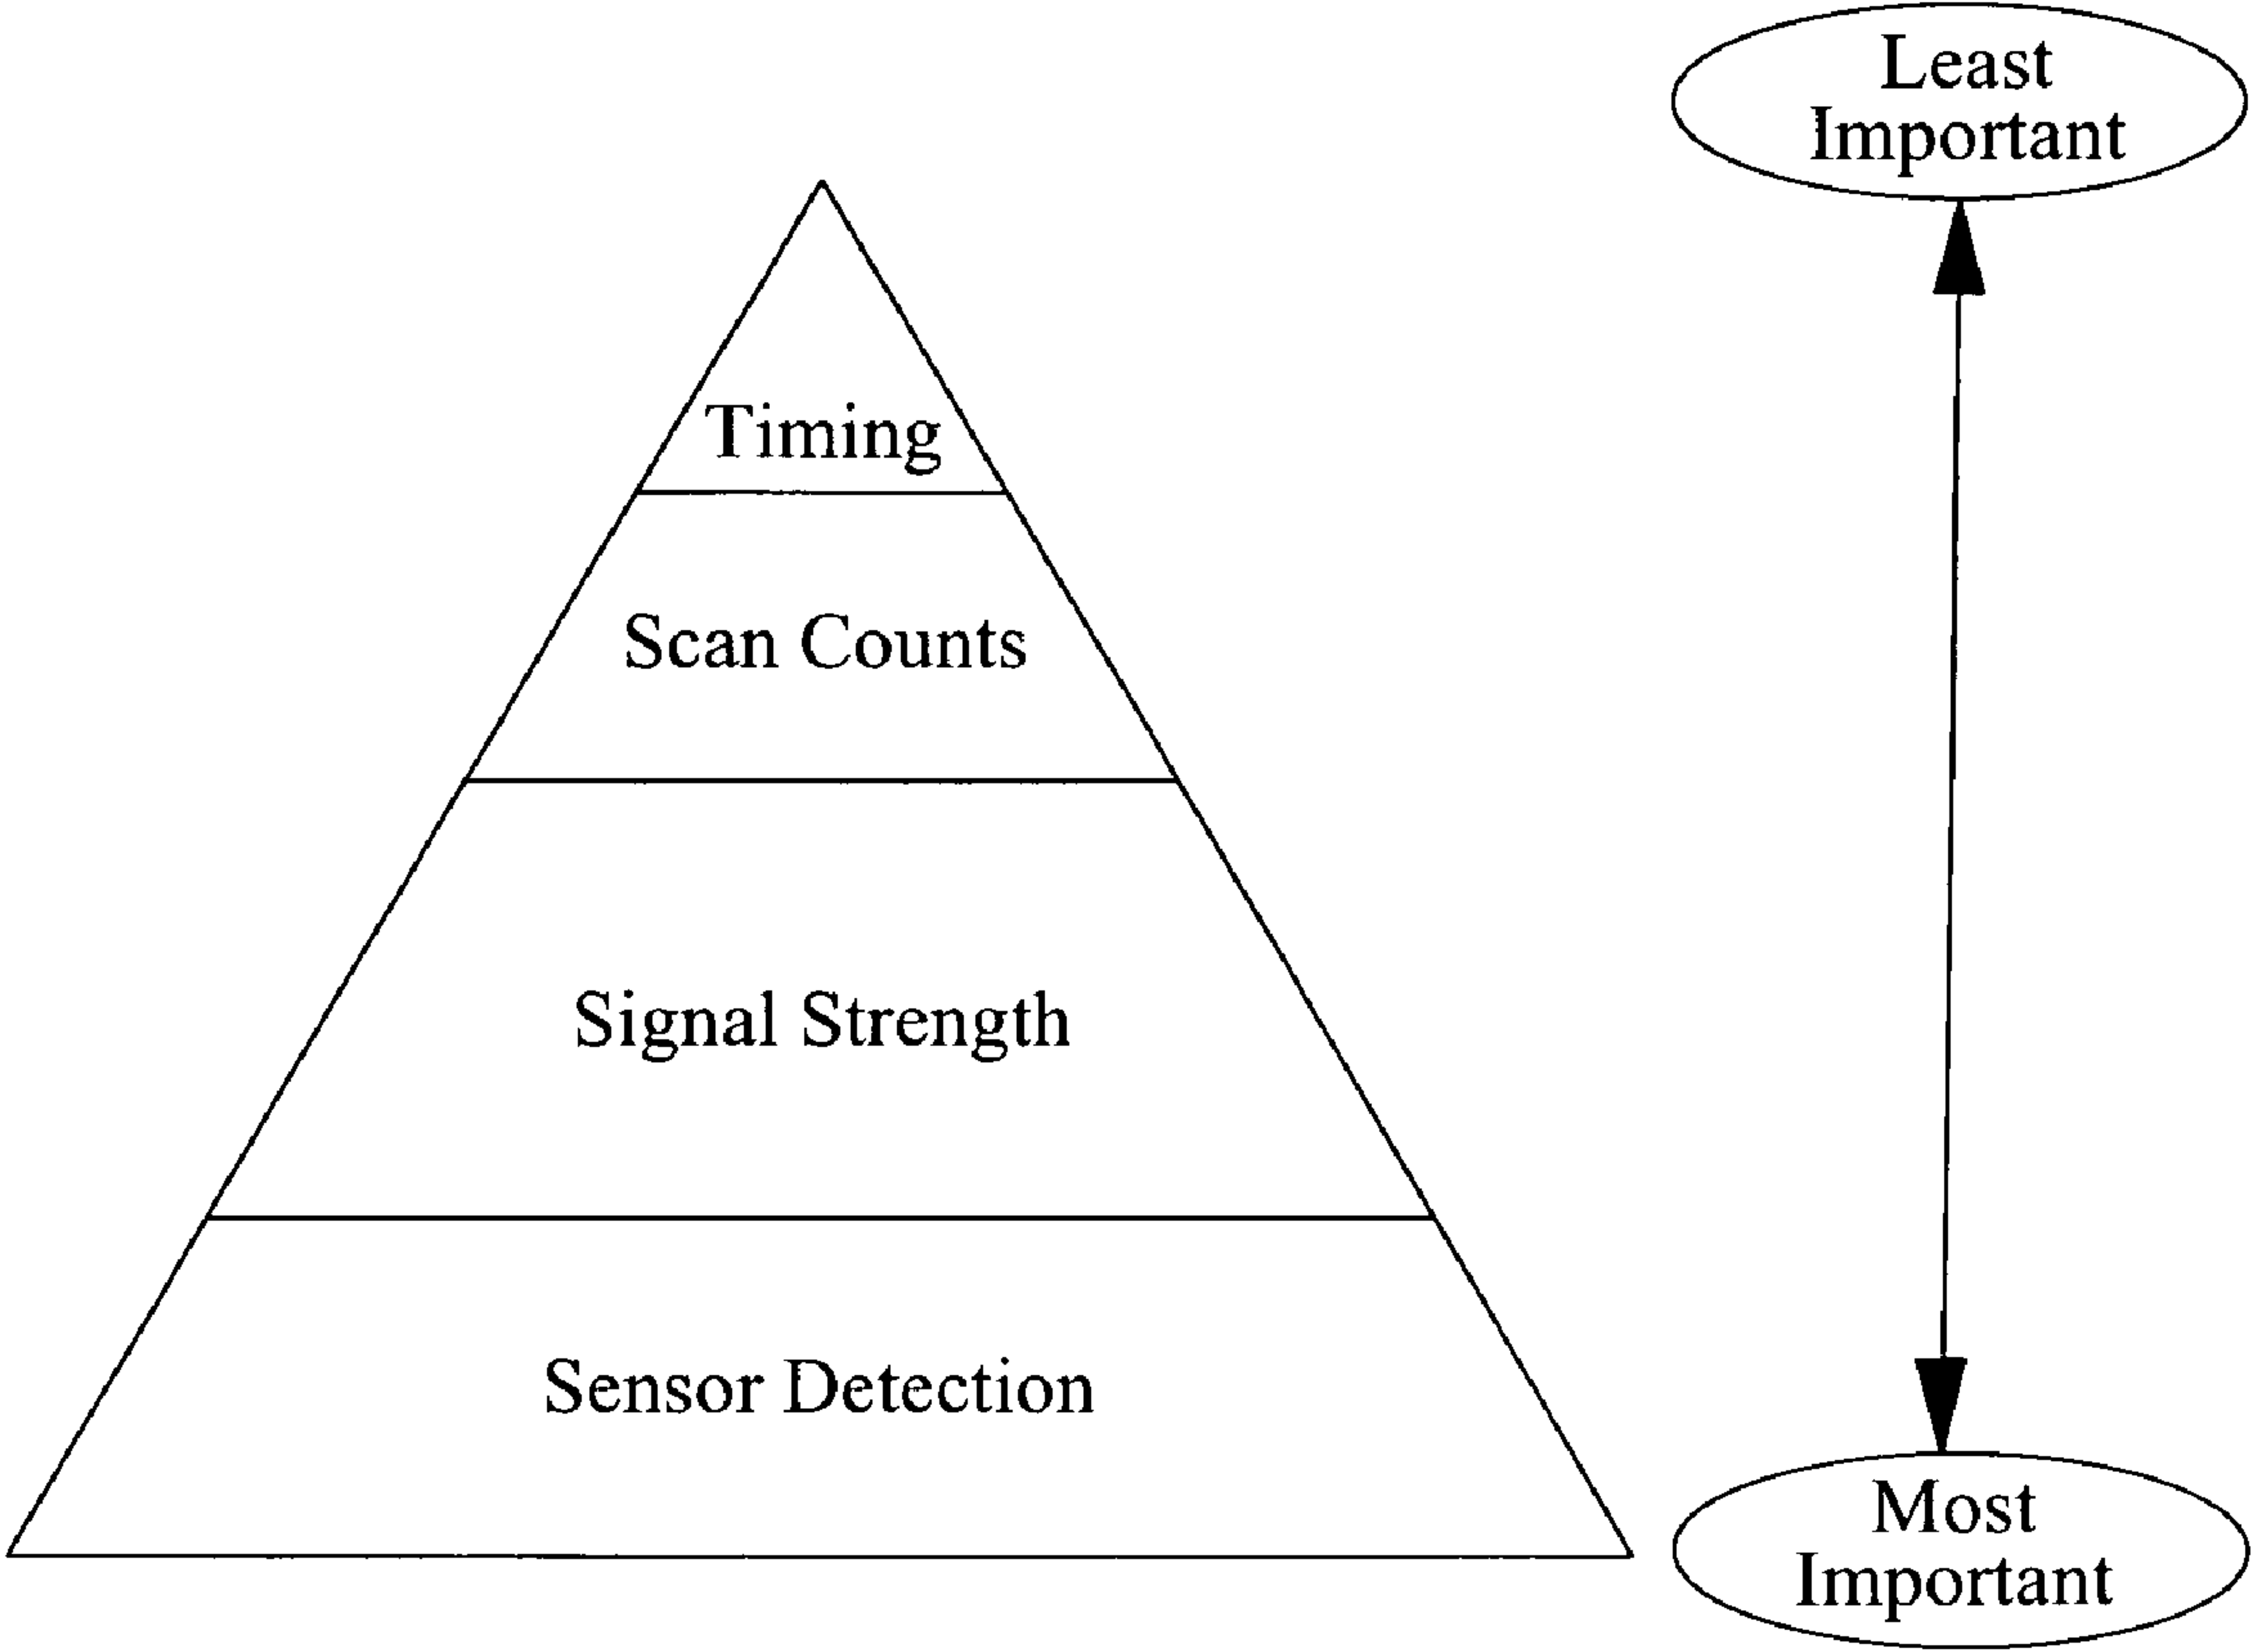 Least
Important
Timing
Scan Counts
Signal Strength
Sensor Detection
Most
Important